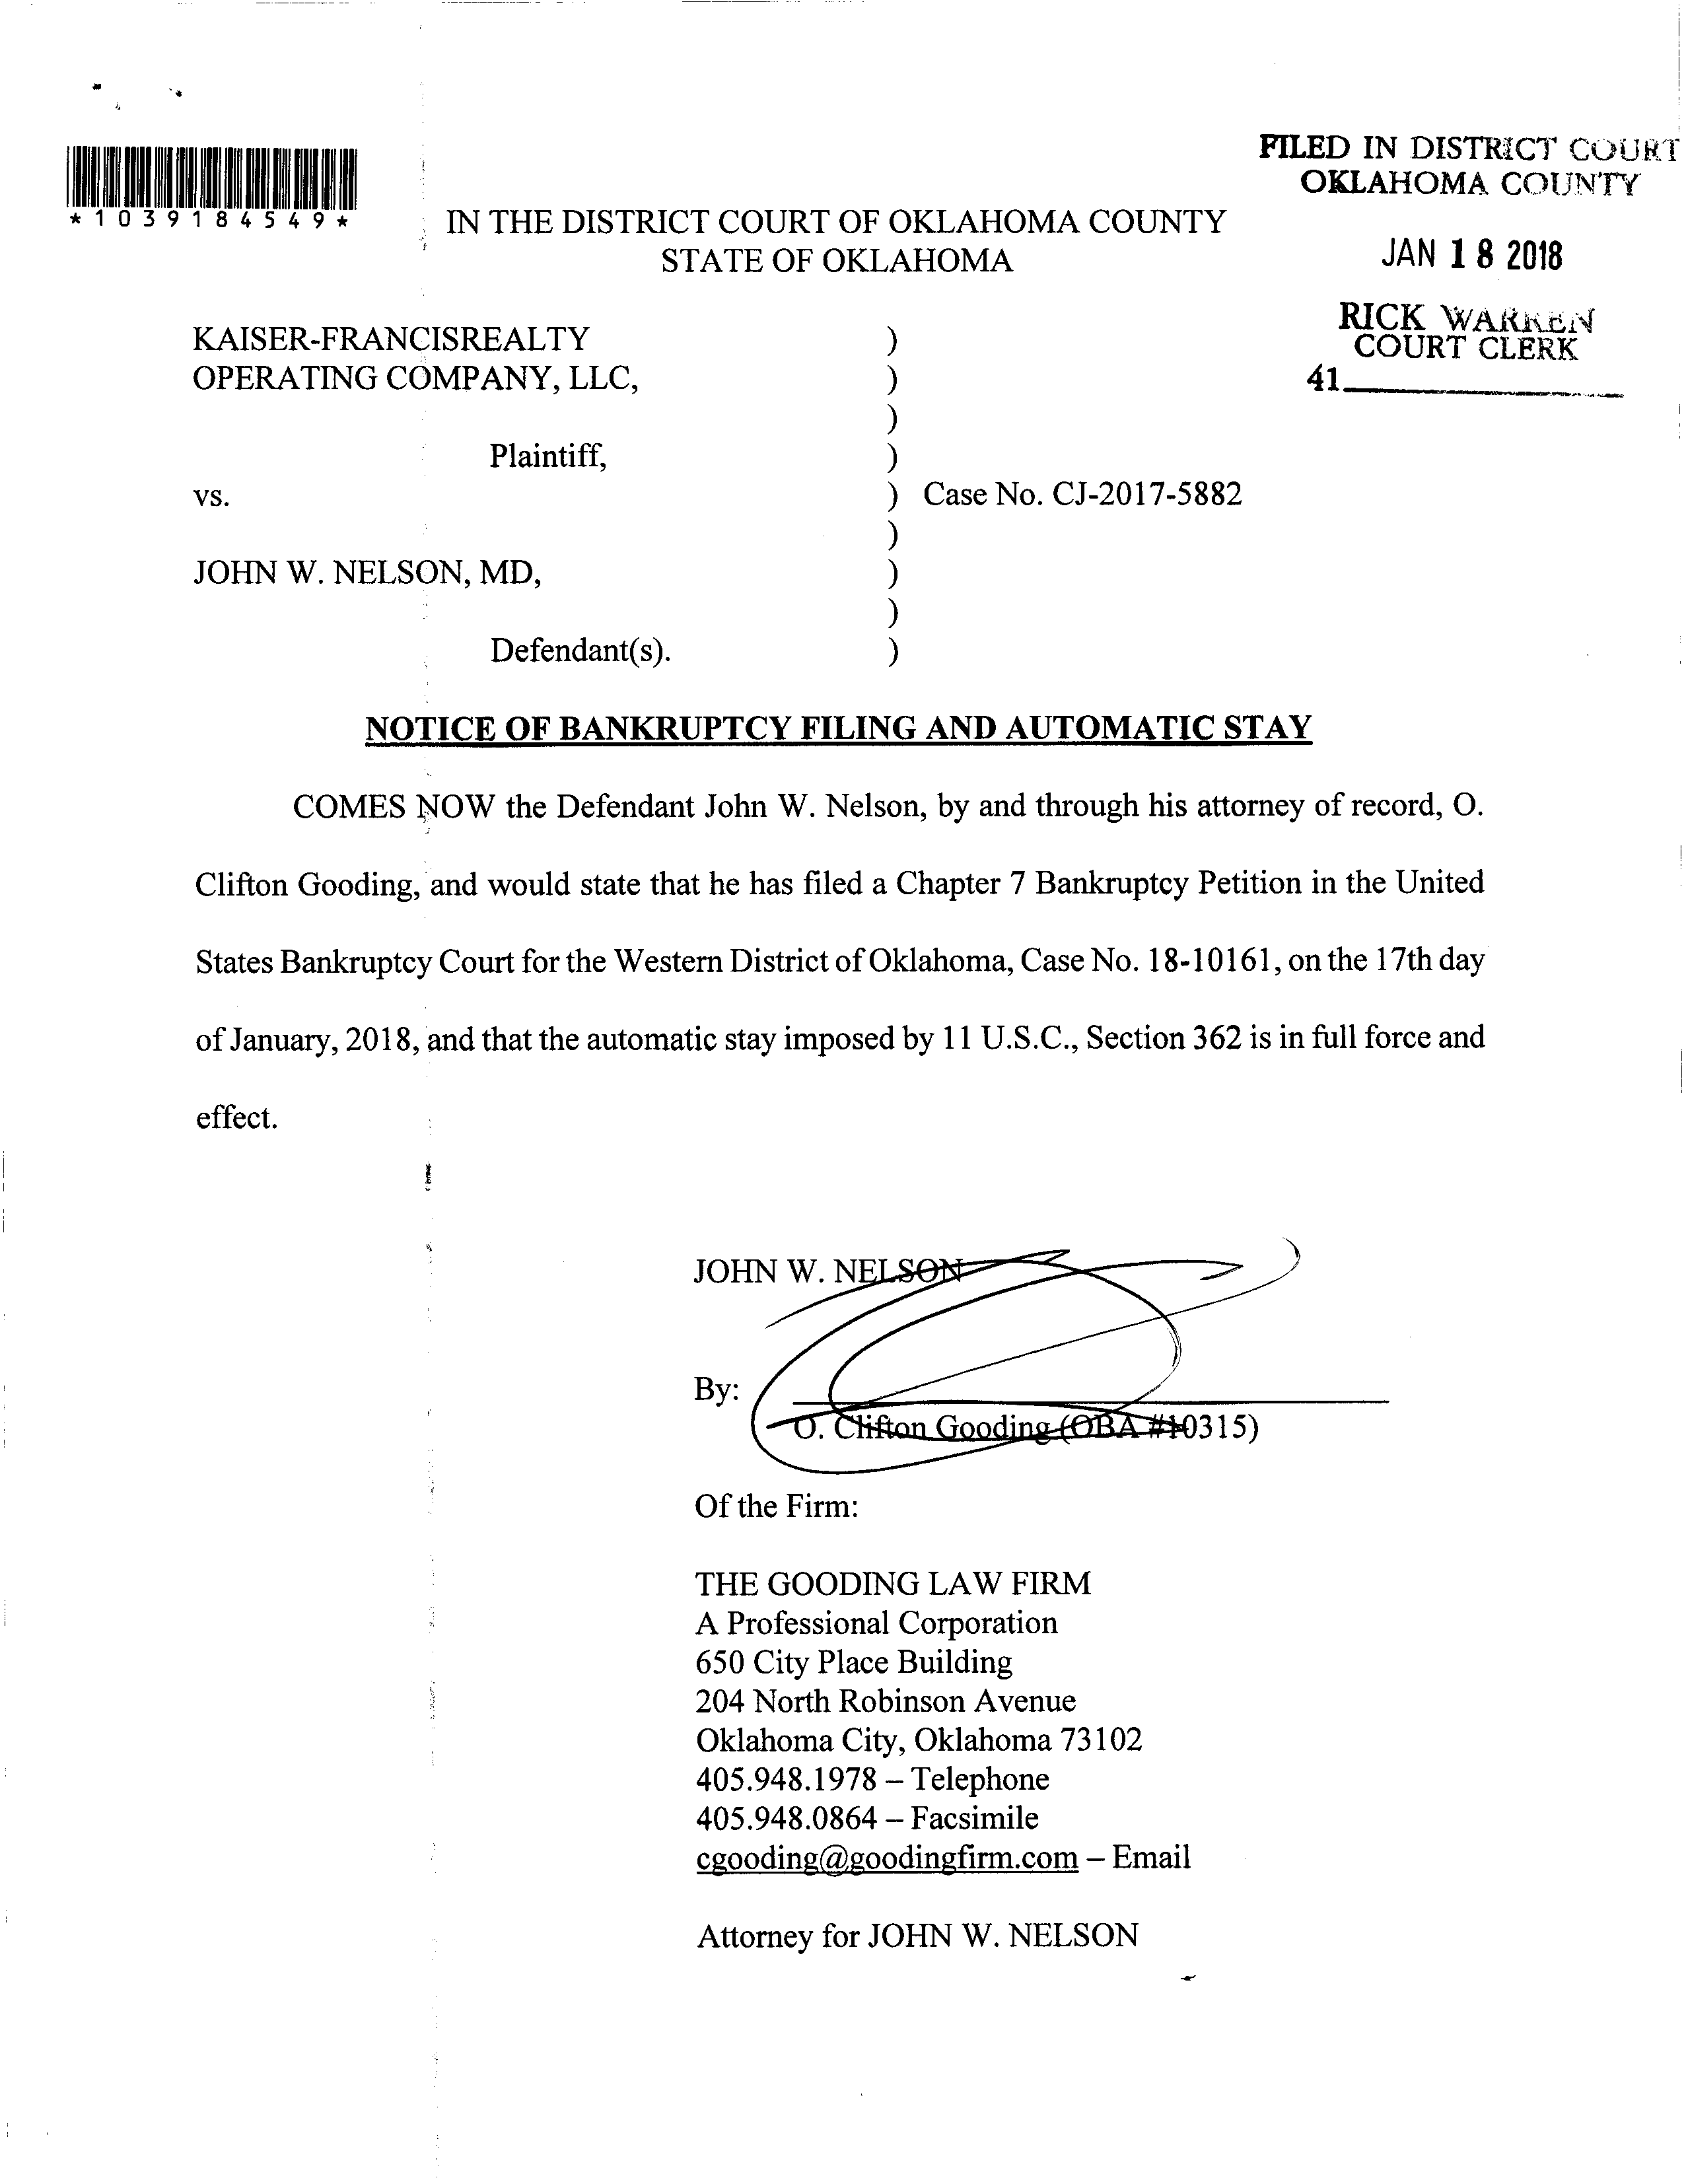 FILED IN DISTRICT COURT
OKLAHOMA COUNTY
*1039184549*
IN THE DISTRICT COURT OF OKLAHOMA COUNTY
STATE OF OKLAHOMA
JAN 18 2018
RICK WARREN
COURT CLERK
41
KAISER-FRANCISREALTY )
OPERATING COMPANY, LLC, )
)
Plaintiff, )
vs. ) Case No. CJ-2017-5882
)
JOHN W. NELSON, MD, )
)
Defendant(s). )
NOTICE OF BANKRUPTCY FILING AND AUTOMATIC STAY
COMES NOW the Defendant John W. Nelson, by and through his attorney of record, O.
Clifton Gooding, and would state that he has filed a Chapter 7 Bankruptcy Petition in the United
States Bankruptcy Court for the Western District of Oklahoma, Case No. 18-10161, on the 17th day
of January, 2018, and that the automatic stay imposed by 11 U.S.C., Section 362 is in full force and
effect.
JOHN W. NELSON
By:
O. Clifton Gooding (OBA #10315)
Of the Firm:
THE GOODING LAW FIRM
A Professional Corporation
650 City Place Building
204 North Robinson Avenue
Oklahoma City, Oklahoma 73102
405.948.1978 – Telephone
405.948.0864 – Facsimile
cgooding@goodingfirm.com – Email
Attorney for JOHN W. NELSON